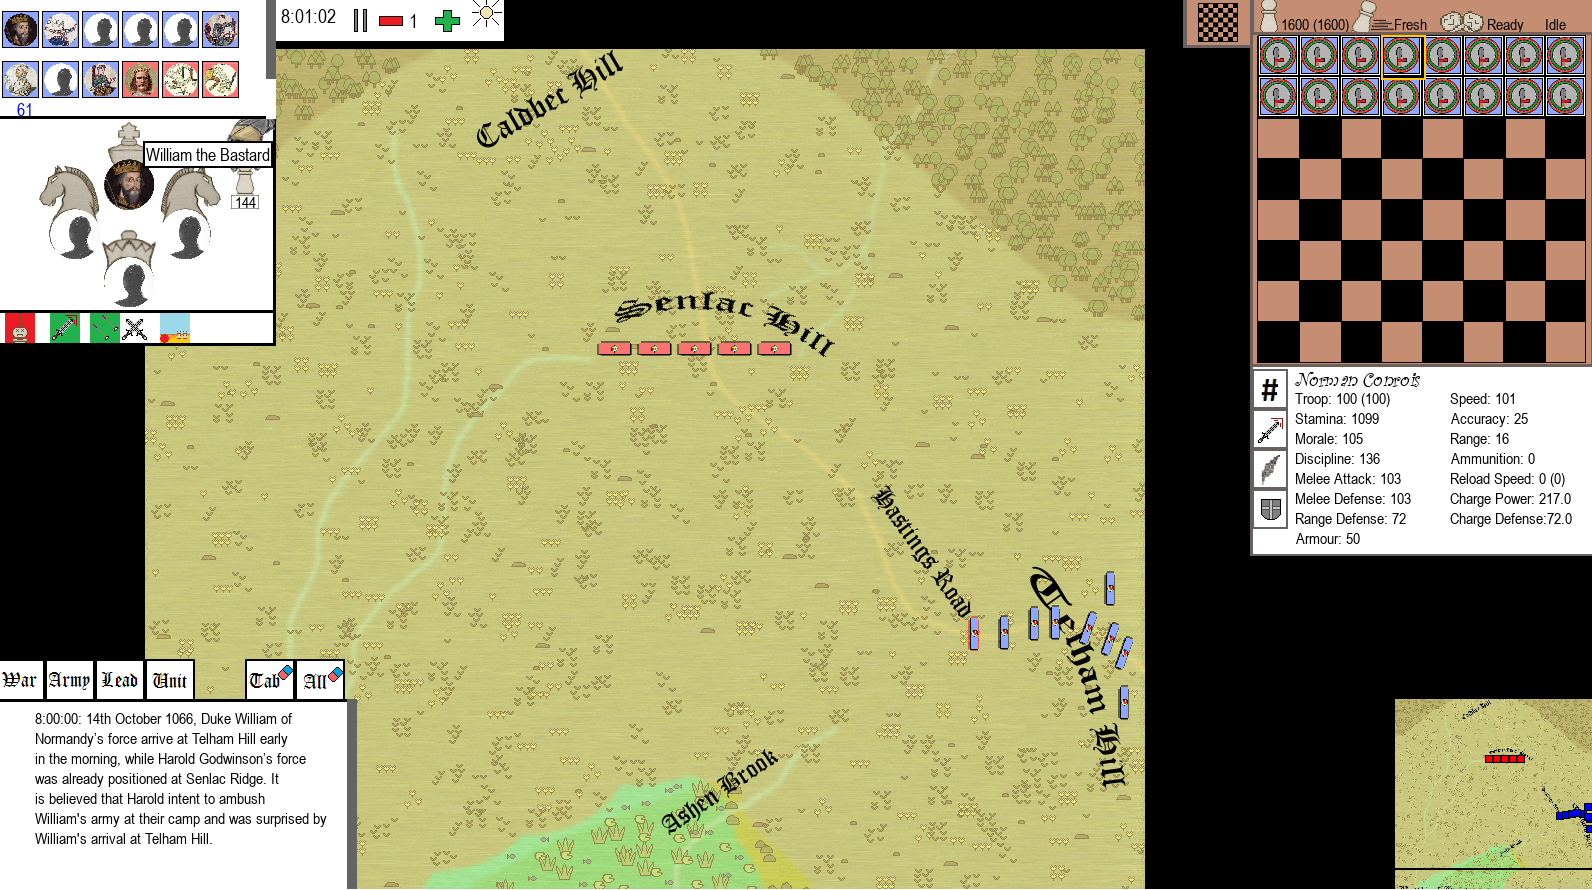 8:01:02
1
1600 (1600)
Fresh
Ready
Idle
61
William the Bastard
144
Caldbec Hill
Senlac Hill
Hastings Road
Telham Hill
Ashen Brook
#
Norman Conrois
Troop: 100 (100)
Speed: 101
Stamina: 1099
Accuracy: 25
Morale: 105
Range: 16
Discipline: 136
Ammunition: 0
Melee Attack: 103
Reload Speed: 0 (0)
Melee Defense: 103
Charge Power: 217.0
Range Defense: 72
Charge Defense:72.0
Armour: 50
War
Army
Lead
Unit
Tab
All
8:00:00: 14th October 1066, Duke William of
Normandy's force arrive at Telham Hill early
in the morning, while Harold Godwinson's force
was already positioned at Senlac Ridge. It
is believed that Harold intent to ambush
William's army at their camp and was surprised by
William's arrival at Telham Hill.